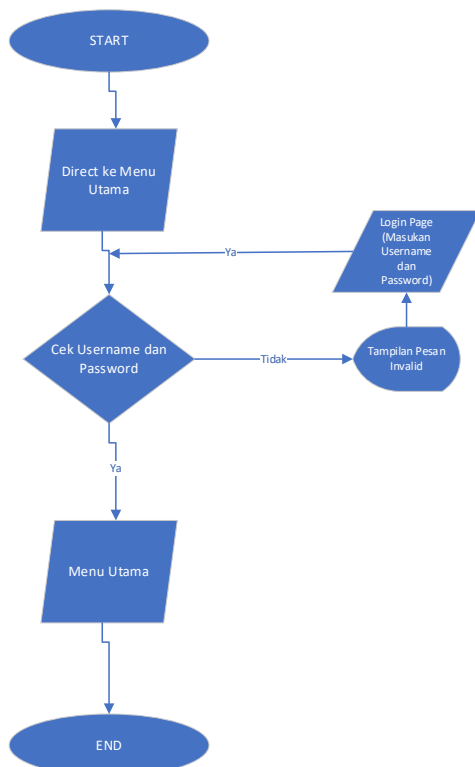 START
Direct ke Menu
Utama
Login Page
(Masukan
Username
dan
Password)
Ya
Cek Username dan
Password
Tidak
Tampilan Pesan
Invalid
Ya
Menu Utama
END